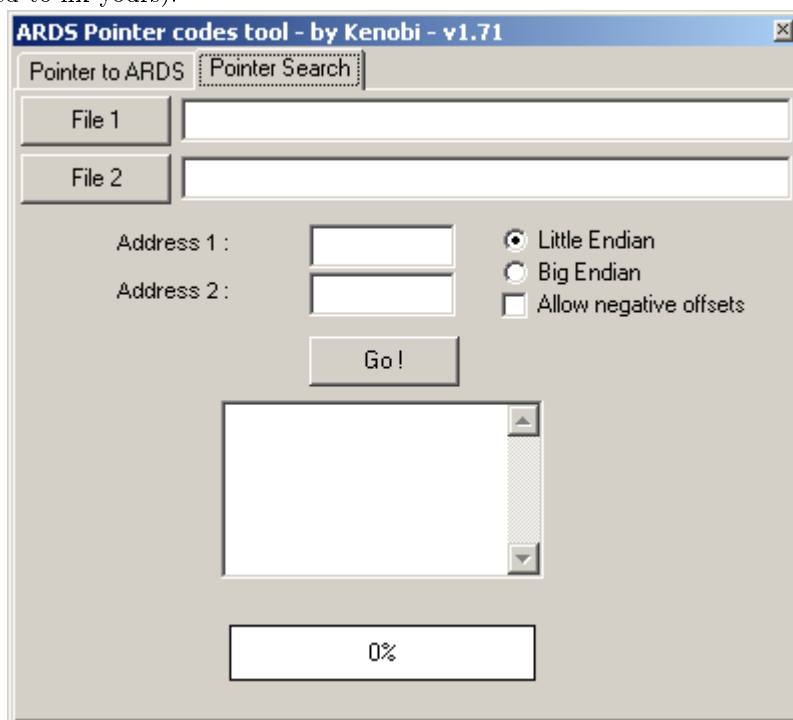 ARDS Pointer codes tool - by Kenobi - v1.71
Pointer to ARDS Pointer Search
File 1
File 2
Address 1 :
Little Endian
Big Endian
Address 2 :
Allow negative offsets
Go !
0%